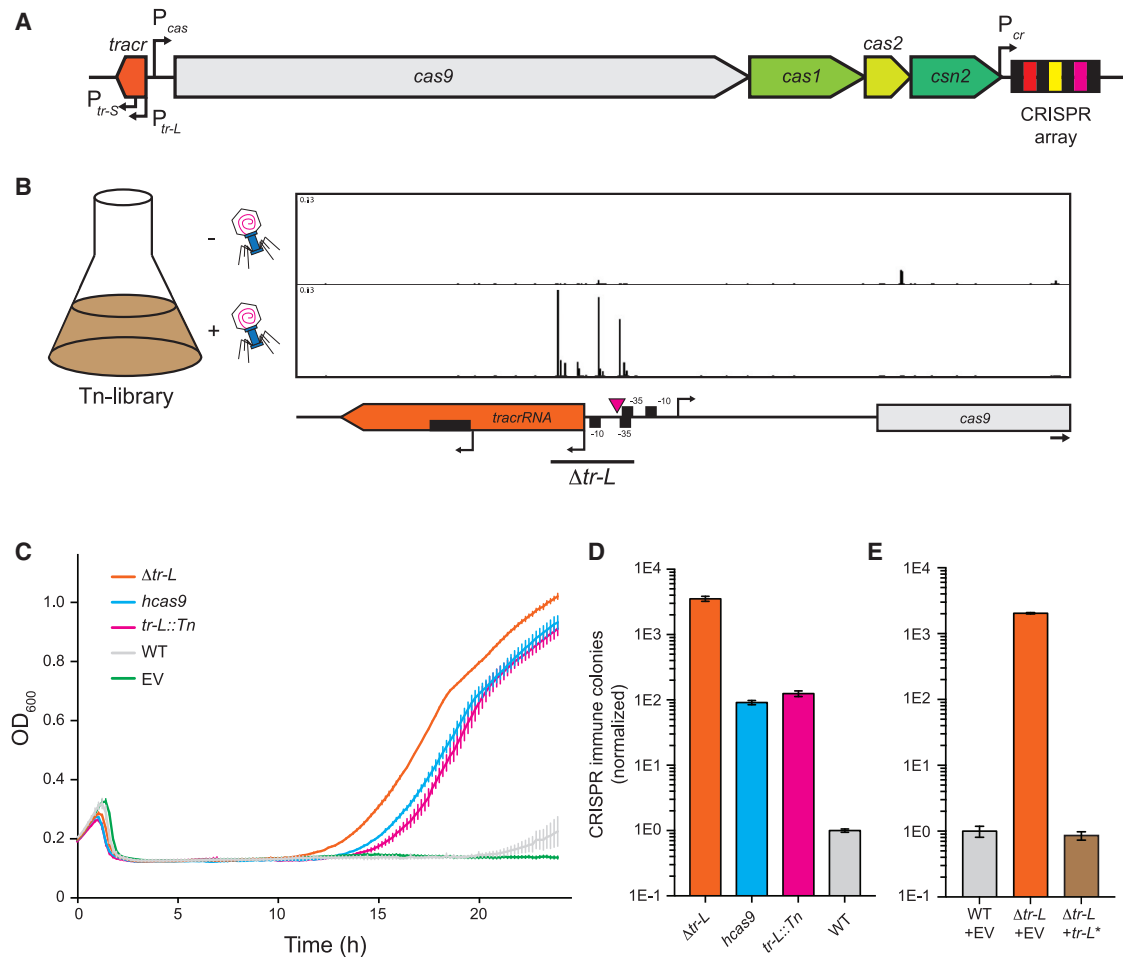 A
tracr
P cas
cas9
cas1
cas2
csn2
P cr
P tr-S
P tr-L
CRISPR
array
B
-
+
Tn-library
0.13
0.13
tracrRNA
-35
-10
-10
-35
cas9
Δtr-L
C
Δtr-L
hcas9
tr-L::Tn
WT
EV
OD600
1.0
0.8
0.6
0.4
0.2
0
0
5
10
15
20
Time (h)
D
CRISPR immune colonies
(normalized)
1E4
1E3
1E2
1E1
1E0
1E-1
Δtr-L
hcas9
tr-L::Tn
WT
E
1E4
1E3
1E2
1E1
1E0
1E-1
WT
+EV
Δtr-L
+EV
Δtr-L
+tr-L*